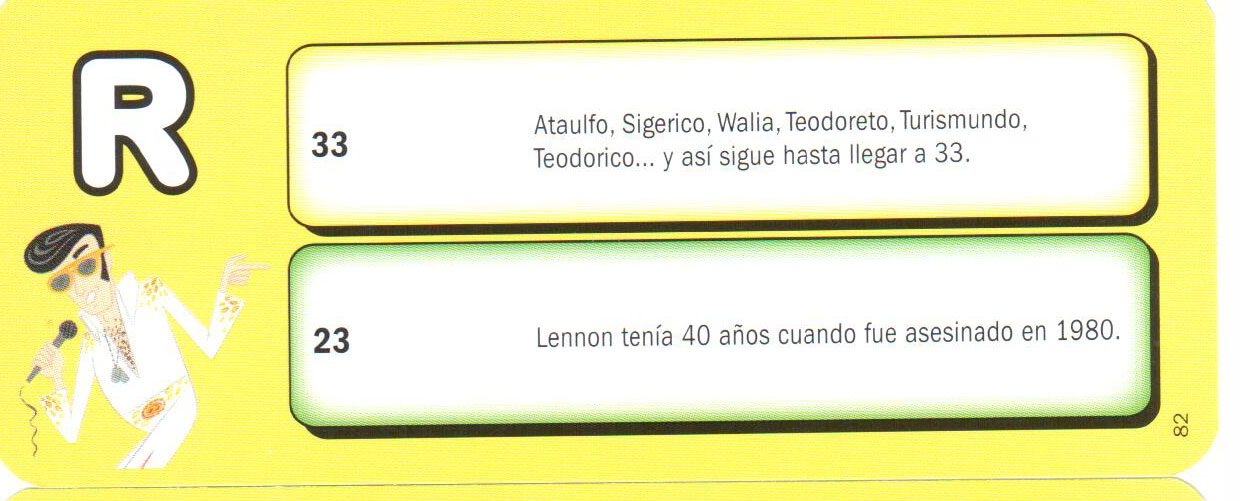 R
33
Ataulfo, Sigerico, Walia, Teodoreto, Turismundo,
Teodorico... y así sigue hasta llegar a 33.
23
Lennon tenía 40 años cuando fue asesinado en 1980.
82